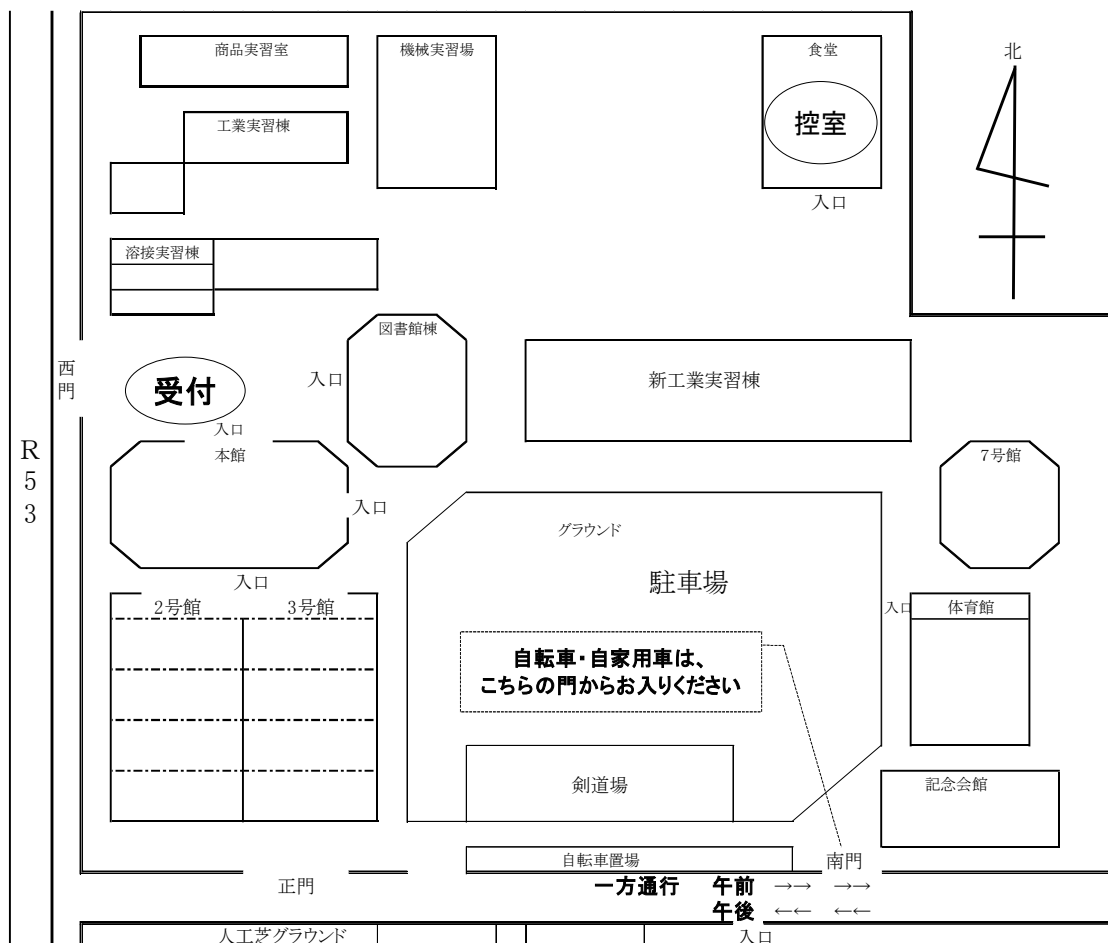 商品実習室
機械実習場
食堂
北
工業実習棟
控室
入口
溶接実習棟
図書館棟
西門
受付
入口
新工業実習棟
入口
本館
R53
7号館
入口
グラウンド
駐車場
入口
2号館
3号館
入口
体育館
自転車・自家用車は、
こちらの門からお入りください
剣道場
記念会館
自転車置場
南門
正門
一方通行 午前 →→ →→
午後 ←← ←←
人工芝グラウンド
入口